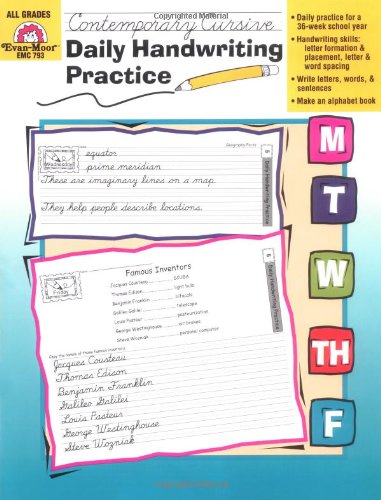 ALL GRADES
Evan-Moor®
EMC 793
Contemporary Cursive
Daily Handwriting
Practice
• Daily practice for a
36-week school year
• Handwriting skills:
letter formation &
placement, letter &
word spacing
• Write letters, words, &
sentences
• Make an alphabet book
Geography Facts
Wednesday
equator
prime meridian
These are imaginary lines on a map.
They help people describe locations.
Daily Handwriting Practice
Friday
Famous Inventors
Jacques Cousteau SCUBA
Thomas Edison light bulb
Benjamin Franklin bifocals
Galileo Galilei telescope
Louis Pasteur pasteurization
George Westinghouse air brakes
Steve Wozniak personal computer
Copy the names of these famous inventors.
Jacques Cousteau
Thomas Edison
Benjamin Franklin
Galileo Galilei
Louis Pasteur
George Westinghouse
Steve Wozniak
Daily Handwriting Practice
M
T
W
TH
F
Copyrighted Material
Copyrighted Material